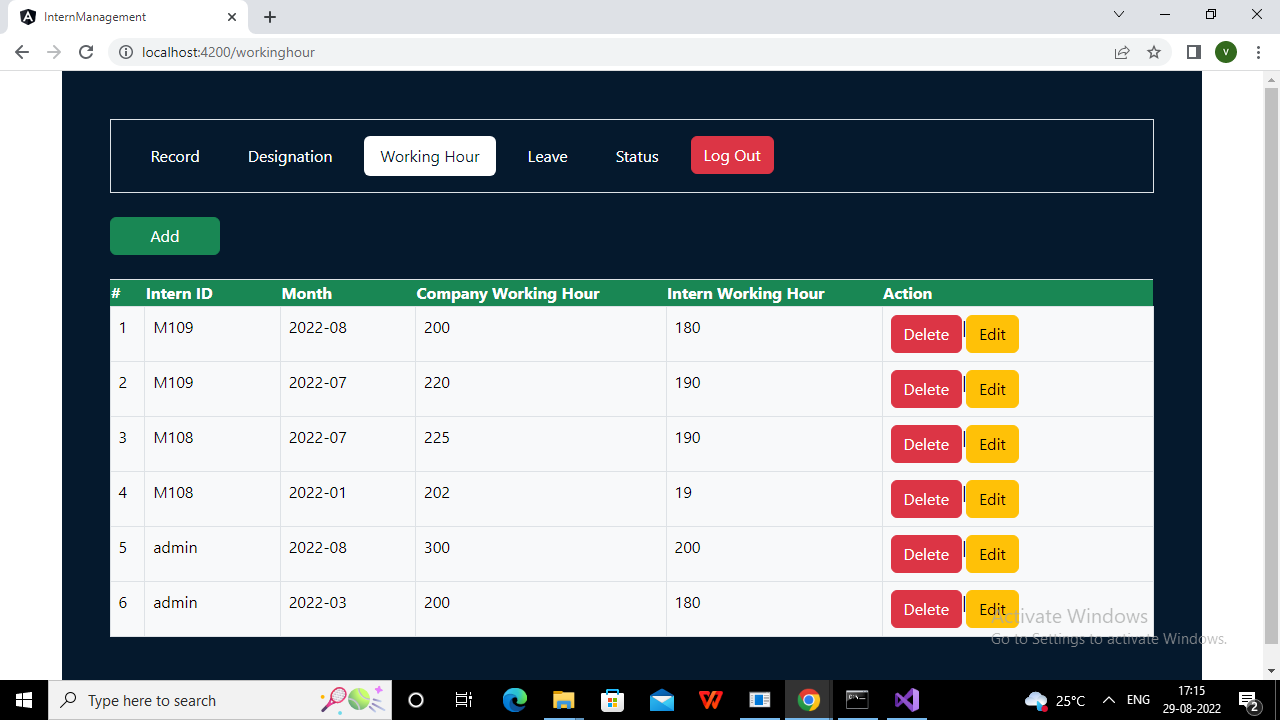 InternManagement
localhost:4200/workinghour
V
Record Designation Working Hour Leave Status Log Out
Add
# Intern ID Month Company Working Hour Intern Working Hour Action
1 M109 2022-08 200 180 Delete | Edit
2 M109 2022-07 220 190 Delete | Edit
3 M108 2022-07 225 190 Delete | Edit
4 M108 2022-01 202 19 Delete | Edit
5 admin 2022-08 300 200 Delete | Edit
6 admin 2022-03 200 180 Delete | Edit
Activate Windows
Go to Settings to activate Windows.
Type here to search
25°C
ENG
17:15
29-08-2022
2